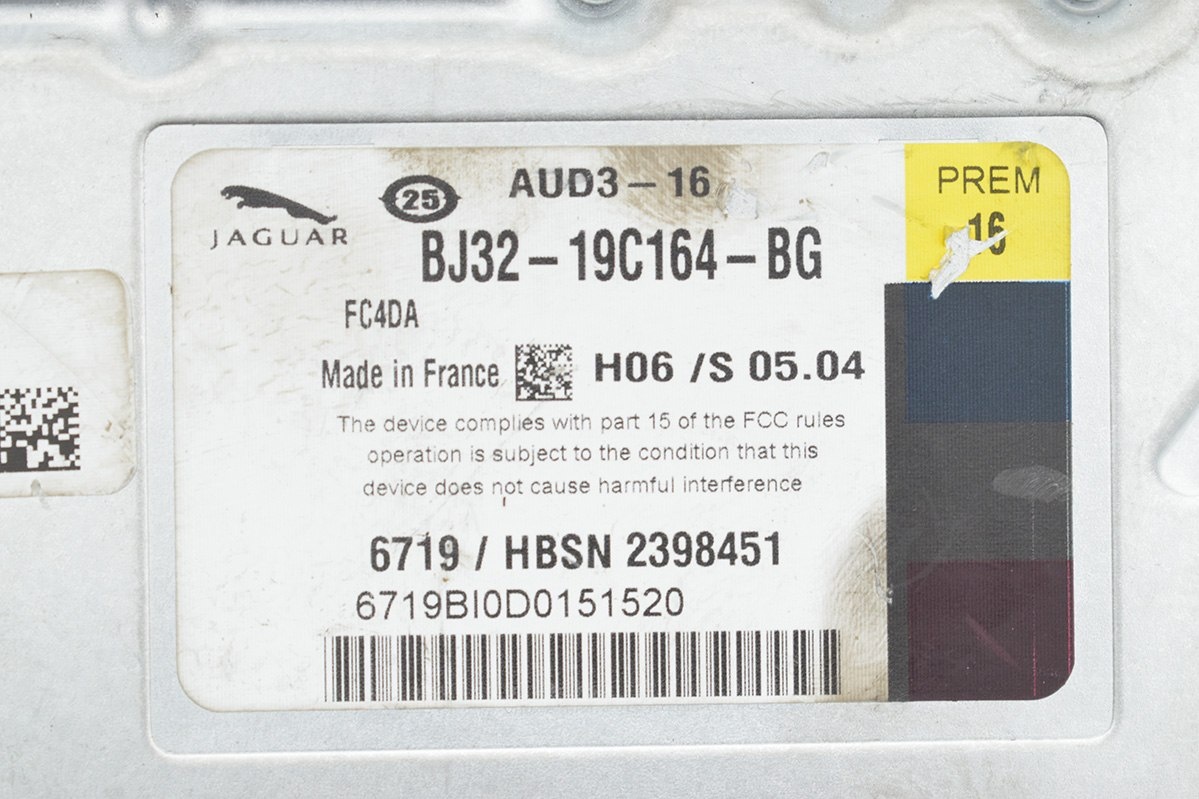 JAGUAR
25
AUD3 - 16
BJ32 - 19C164 - BG
PREM
16
FC4DA
Made in France
H06 /S 05.04
The device complies with part 15 of the FCC rules
operation is subject to the condition that this
device does not cause harmful interference
6719 / HBSN 2398451
6719BI0D0151520